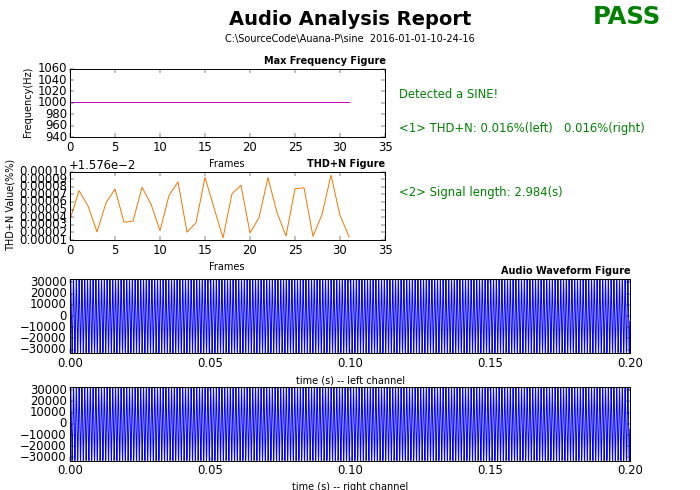 Audio Analysis Report
PASS
C:\SourceCode\Auana-P\sine 2016-01-01-10-24-16
Max Frequency Figure
Frequency(Hz)
1060
1040
1020
1000
980
960
940
0 5 10 15 20 25 30 35
Frames
Detected a SINE!
<1> THD+N: 0.016%(left) 0.016%(right)
<2> Signal length: 2.984(s)
THD+N Figure
+1.576e−2
THD+N Value(%%)
0.00010
0.00009
0.00008
0.00007
0.00006
0.00005
0.00004
0.00003
0.00002
0.00001
0 5 10 15 20 25 30 35
Frames
Audio Waveform Figure
30000
20000
10000
0
−10000
−20000
−30000
0.00 0.05 0.10 0.15 0.20
time (s) -- left channel
30000
20000
10000
0
−10000
−20000
−30000
0.00 0.05 0.10 0.15 0.20
time (s) -- right channel